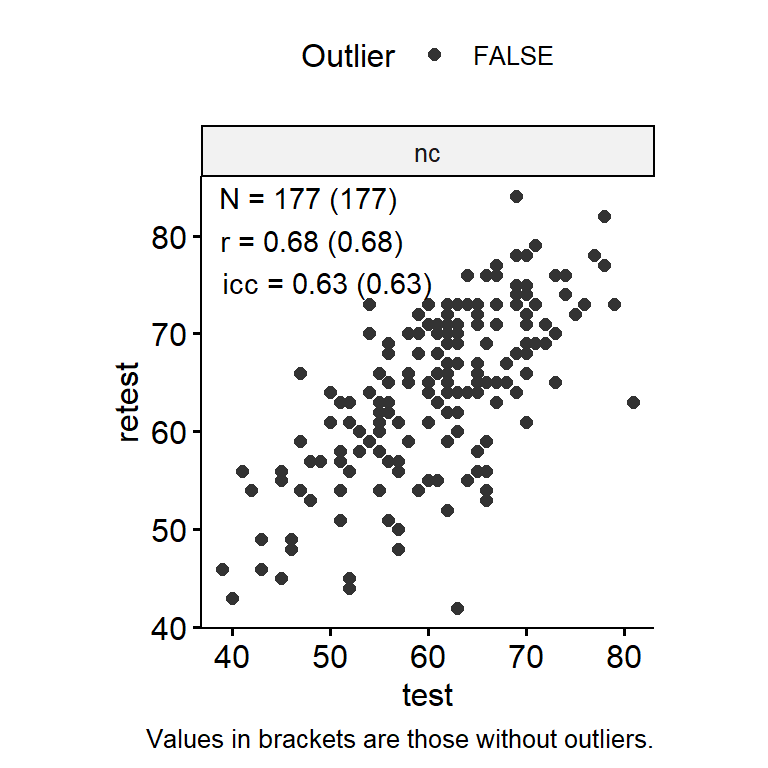 Outlier FALSE
nc
N = 177 (177)
r = 0.68 (0.68)
icc = 0.63 (0.63)
80
70
60
50
40
retest
40 50 60 70 80
test
Values in brackets are those without outliers.